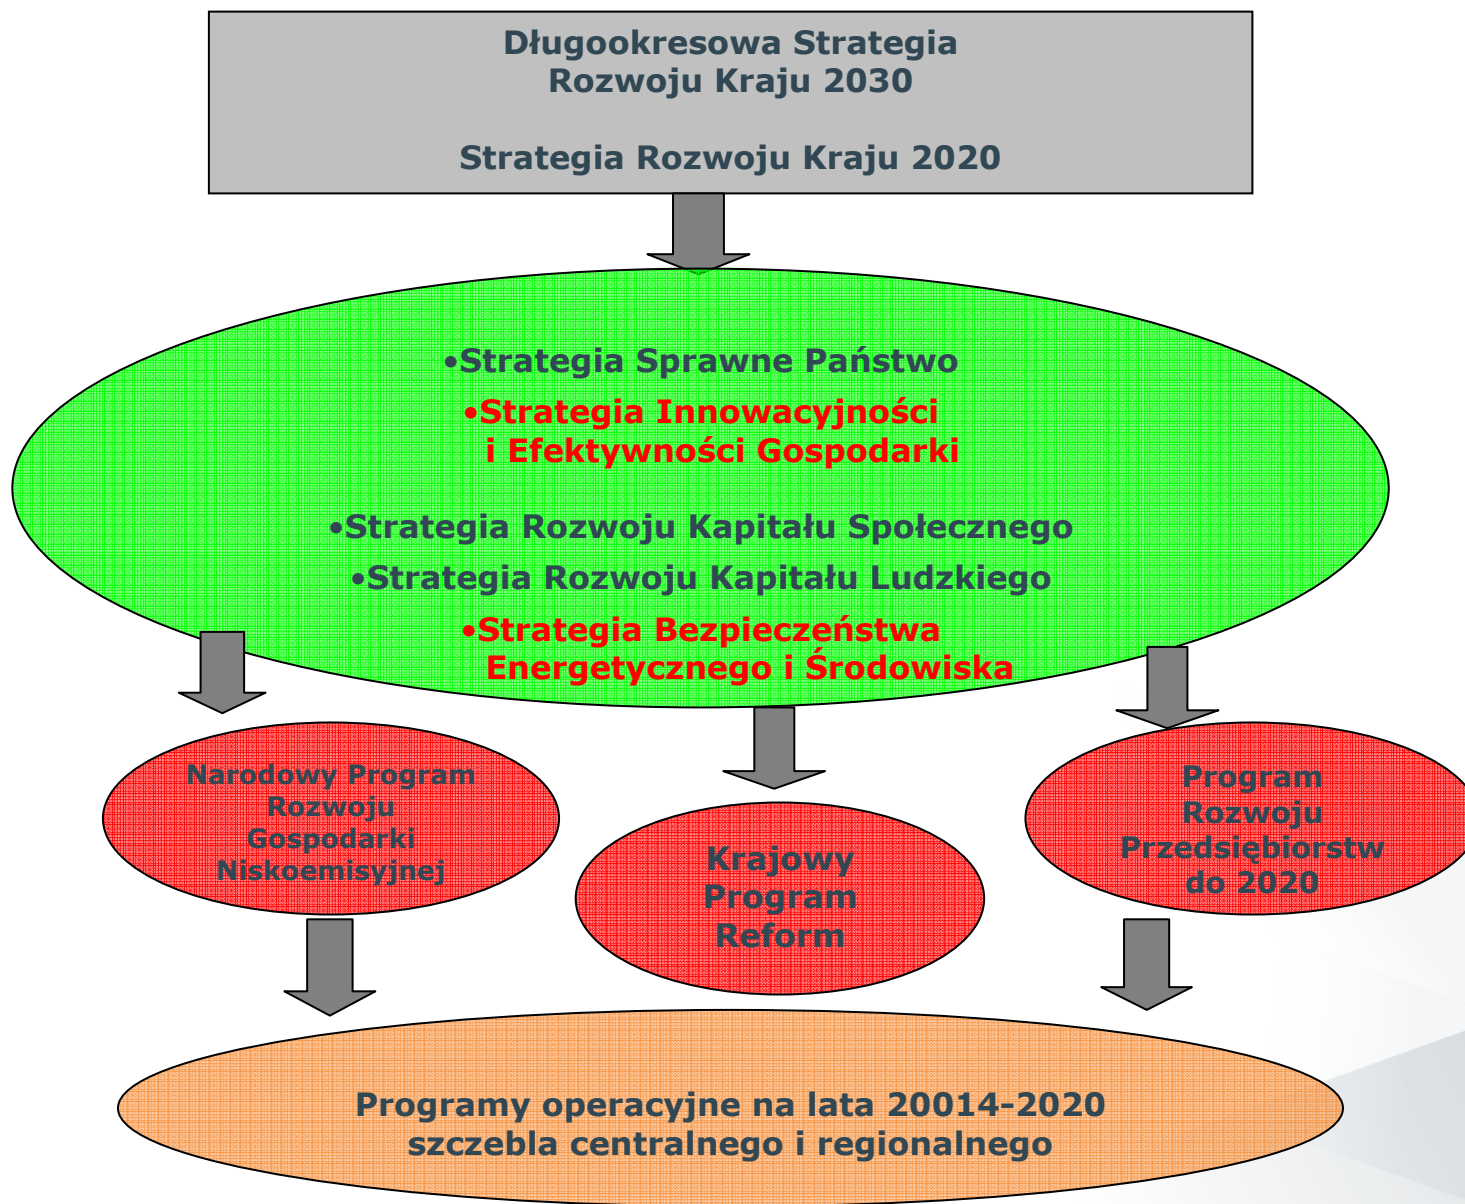 Długookresowa Strategia
Rozwoju Kraju 2030
Strategia Rozwoju Kraju 2020
•Strategia Sprawne Państwo
•Strategia Innowacyjności
i Efektywności Gospodarki
•Strategia Rozwoju Kapitału Społecznego
•Strategia Rozwoju Kapitału Ludzkiego
•Strategia Bezpieczeństwa
Energetycznego i Środowiska
Narodowy Program
Rozwoju
Gospodarki
Niskoemisyjnej
Krajowy
Program
Reform
Program
Rozwoju
Przedsiębiorstw
do 2020
Programy operacyjne na lata 20014-2020
szczebla centralnego i regionalnego